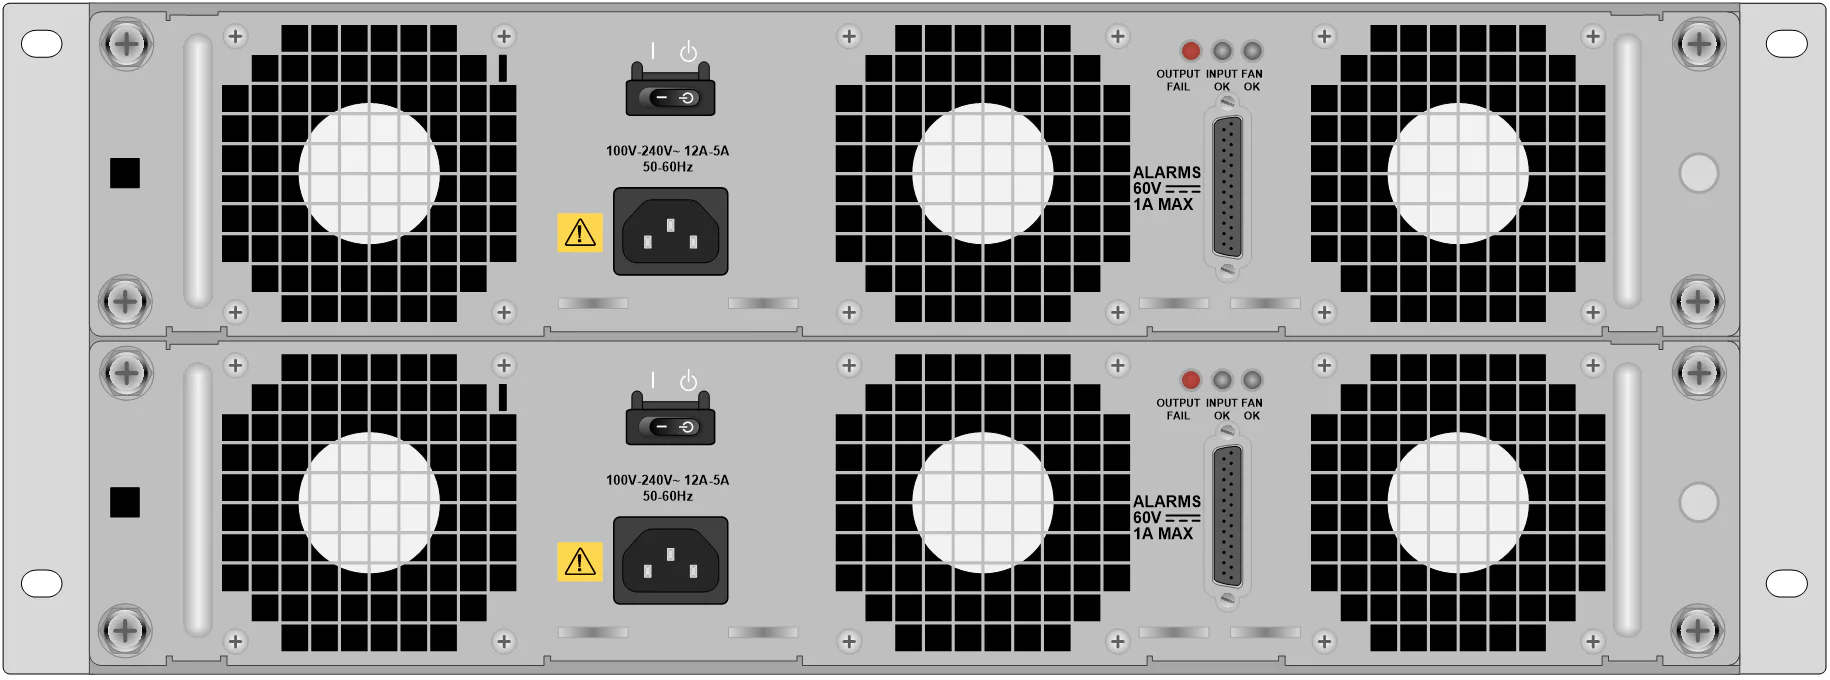 OUTPUT INPUT FAN
FAIL OK OK
100V-240V~ 12A-5A
50-60Hz
ALARMS
60V
1A MAX
OUTPUT INPUT FAN
FAIL OK OK
100V-240V~ 12A-5A
50-60Hz
ALARMS
60V
1A MAX